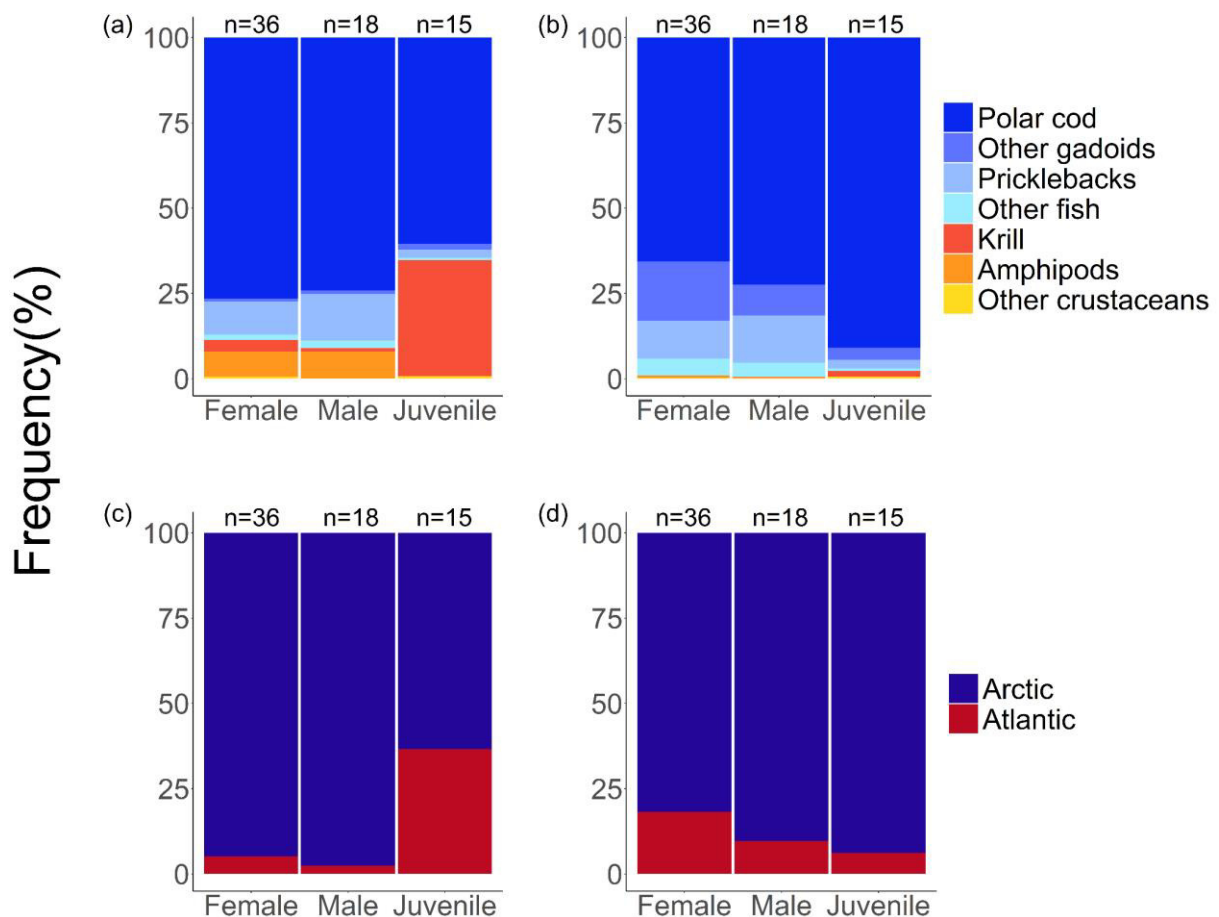 (a)
n=36 n=18 n=15
100
75
50
25
0
Female Male Juvenile
(b)
n=36 n=18 n=15
100
75
50
25
0
Female Male Juvenile
Polar cod
Other gadoids
Pricklebacks
Other fish
Krill
Amphipods
Other crustaceans
Frequency(%)
(c)
n=36 n=18 n=15
100
75
50
25
0
Female Male Juvenile
(d)
n=36 n=18 n=15
100
75
50
25
0
Female Male Juvenile
Arctic
Atlantic